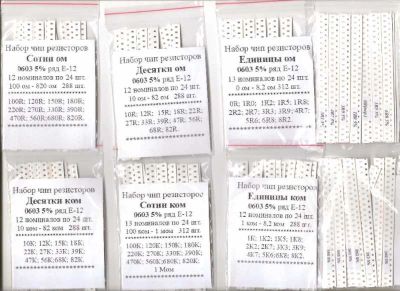 Набор чип резисторов
Сотни ом
0603 5% ряд Е-12
12 номиналов по 24 шт.
100 ом - 820 ом 288 шт.
100R; 120R; 150R; 180R;
220R; 270R; 330R; 390R;
470R; 560R; 680R; 820R;
Набор чип резисторов
Десятки ом
0603 5% ряд Е-12
12 номиналов по 24 шт.
10 ом - 82 ом 288 шт.
10R; 12R; 15R; 18R; 22R;
27R; 33R; 39R; 47R; 56R;
68R; 82R.
Набор чип резисторов
Единицы ом
0603 5% ряд Е-12
13 номиналов по 24 шт.
0 ом - 8,2 ом 312 шт.
0R; 1R0; 1R2; 1R5; 1R8;
2R2; 2R7; 3R3; 3R9; 4R7;
5R6; 6R8; 8R2.
Набор чип резисторов
Десятки ком
0603 5% ряд Е-12
12 номиналов по 24 шт.
10 ком - 82 ком 288 шт.
10K; 12K; 15K; 18K;
22K; 27K; 33K; 39K;
47K; 56K; 68K; 82K.
Набор чип резисторов
Сотни ком
0603 5% ряд Е-12
13 номиналов по 24 шт.
100 ком - 1 мом 312 шт.
100K; 120K; 150K; 180K;
220K; 270K; 330K; 390K;
470K; 560K; 680K; 820K;
1 Мом
Набор чип резисторов
Единицы ком
0603 5% ряд Е-12
12 номиналов по 24 шт.
1 ком - 8,2 ком 288 шт.
1K; 1K2; 1K5; 1K8;
2K2; 2K7; 3K3; 3K9;
4K7; 5K6; 6K8; 8K2.